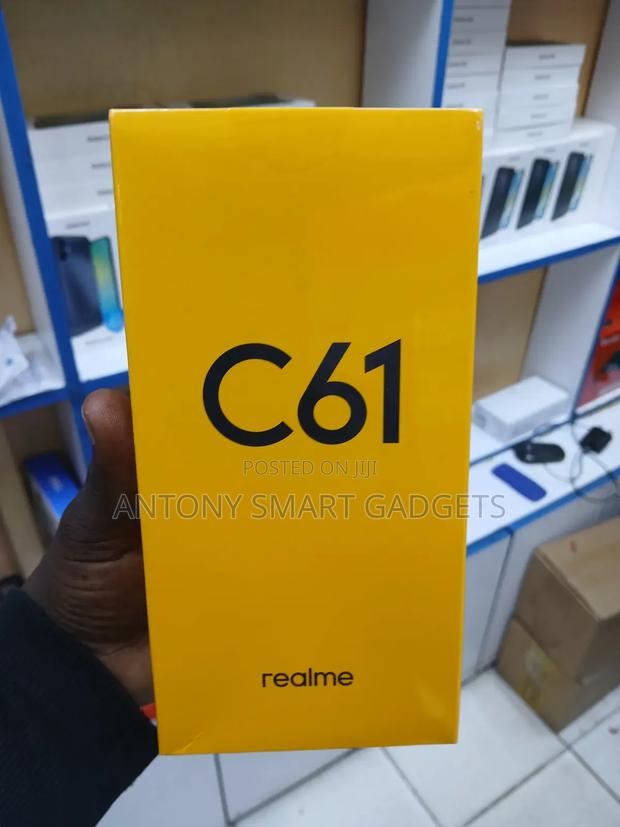 C61
POSTED ON JIJI
ANTONY SMART GADGETS
realme